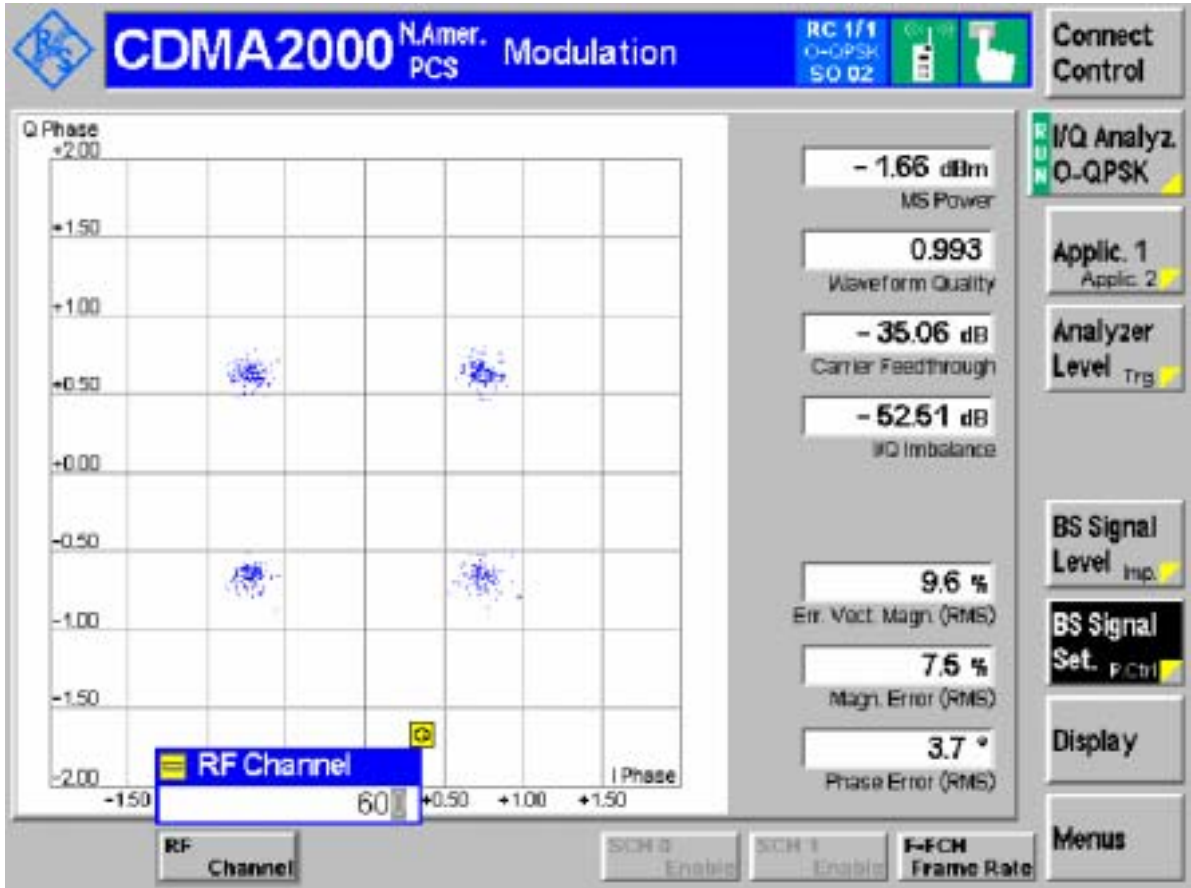 R&S
CDMA2000 N.Amer. PCS Modulation
RC 1/1
O-QPSK
SO 02
Connect
Control
RUN
I/Q Analyz.
O-QPSK
Applic. 1
Applic. 2
Analyzer
Level Trg.
BS Signal
Level Imp.
BS Signal
Set. P.Ctrl
Display
Menus
Q Phase
+2.00
+1.50
+1.00
+0.50
+0.00
-0.50
-1.00
-1.50
-2.00
I Phase
-1.50 +0.50 +1.00 +1.50
RF Channel
60
- 1.66 dBm
MS Power
0.993
Waveform Quality
- 35.06 dB
Carrier Feedthrough
- 52.51 dB
I/Q Imbalance
9.6 %
Err. Vect. Magn. (RMS)
7.5 %
Magn. Error (RMS)
3.7 °
Phase Error (RMS)
RF
Channel
SCH 0
Enable
SCH 1
Enable
F-FCH
Frame Rate